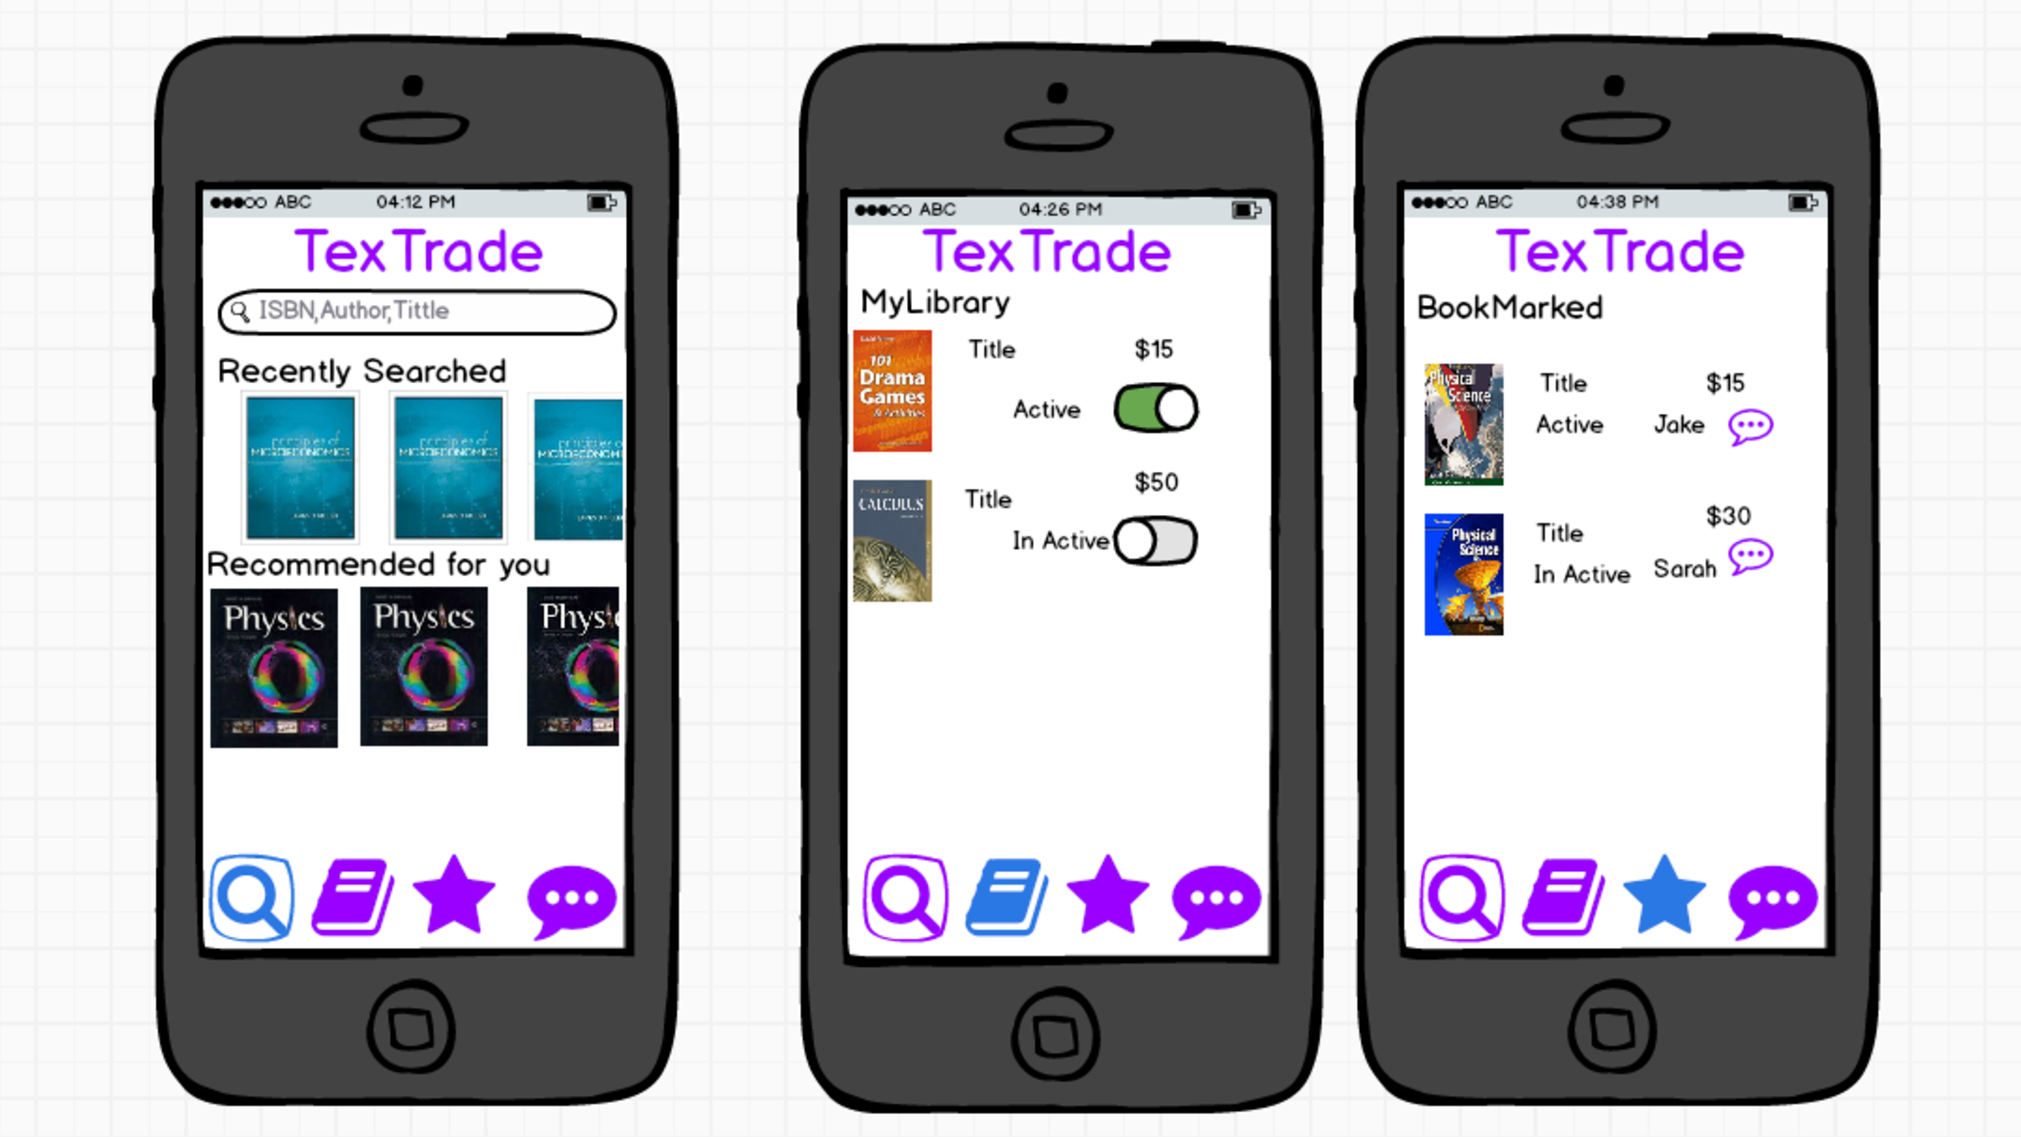 ●●●○○ ABC 04:12 PM
TexTrade
ISBN,Author,Tittle
Recently Searched
principles of
MICROECONOMICS
principles of
MICROECONOMICS
principles o
MICROECONOM
Recommended for you
Physics
Physics
Physi
●●●○○ ABC 04:26 PM
TexTrade
MyLibrary
101
Drama
Games
& Activities
Title $15
Active
CALCULUS
Title $50
In Active
●●●○○ ABC 04:38 PM
TexTrade
BookMarked
Physical
Science
Title $15
Active Jake
Physical
Science
Title $30
In Active Sarah